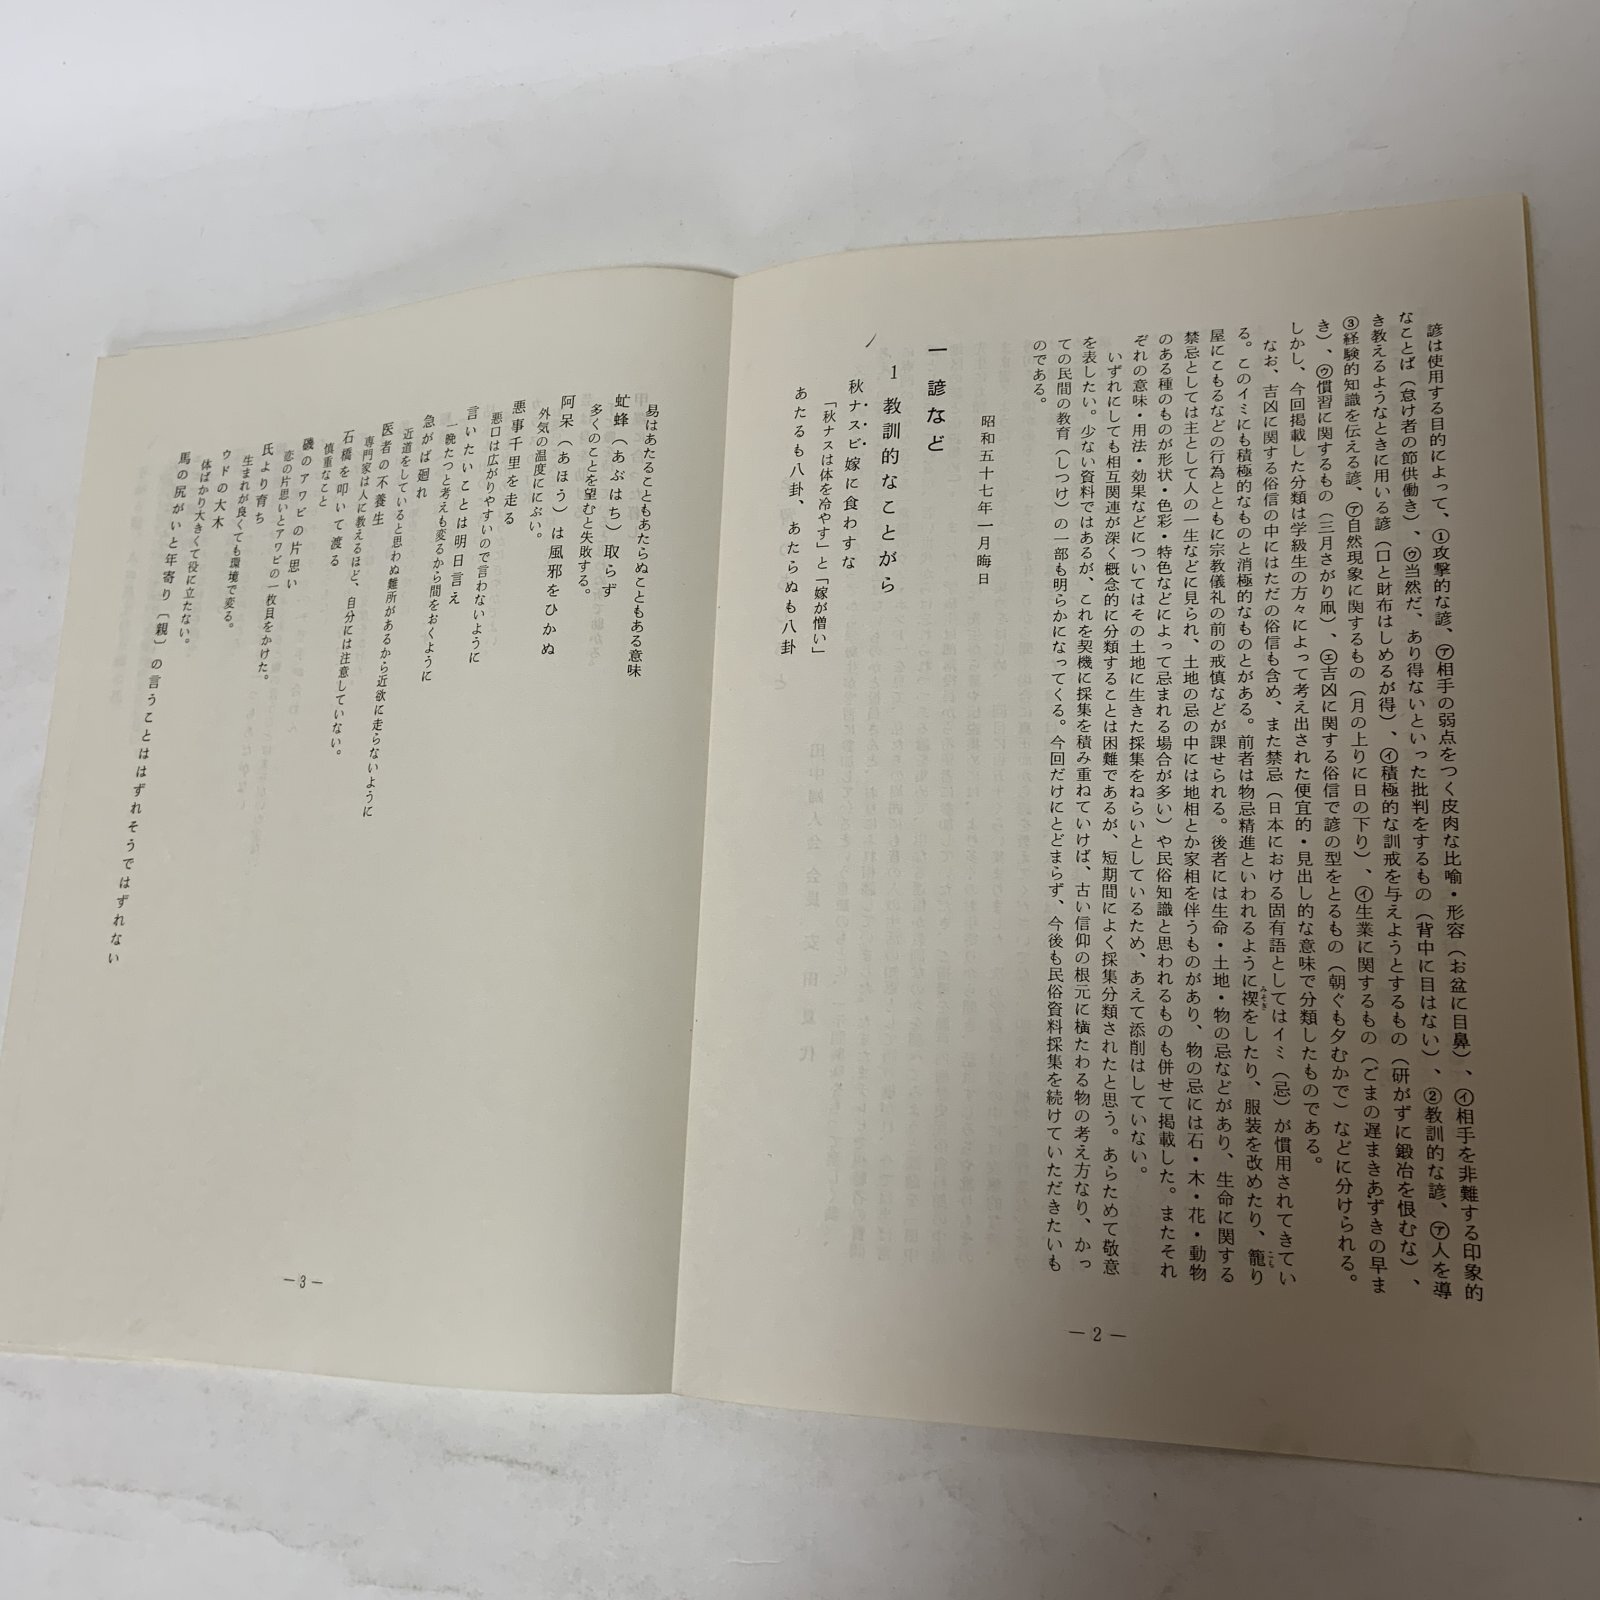 諺は使用する目的によって、①攻撃的な諺、㋐相手の弱点をつく皮肉な比喩・形容（お盆に目鼻）、㋑相手を非難する印象的
なことば（怠け者の節供働き）、㋒当然だ、あり得ないといった批判をするもの（背中に目はない）、②教訓的な諺、㋐人を導
き教えるようなときに用いる諺（口と財布はしめるが得）、㋑積極的な訓戒を与えようとするもの（研がずに鍛冶を恨むな）、
③経験的知識を伝える諺、㋐自然現象に関するもの（月の上りに日の下り）、㋑生業に関するもの（ごまの遅まきあずきの早ま
き）、㋒慣習に関するもの（三月さがり凧）、㋓吉凶に関する俗信で諺の型をとるもの（朝ぐも夕むかで）などに分けられる。
しかし、今回掲載した分類は学級生の方々によって考え出された便宜的・見出し的な意味で分類したものである。
なお、吉凶に関する俗信の中にはただの俗信も含め、また禁忌（日本における固有語としてはイミ（忌）が慣用されてきてい
る。このイミにも積極的なものと消極的なものとがある。前者は物忌精進といわれるように禊をしたり、服装を改めたり、籠り
屋にこもるなどの行為とともに宗教儀礼の前の戒慎などが課せられる。後者には生命・土地・物の忌などがあり、生命に関する
禁忌としては主として人の一生などに見られ、土地の忌の中には地相とか家相を伴うものがあり、物の忌には石・木・花・動物
のある種のものが形状・色彩・特色などによって忌まれる場合が多い）や民俗知識と思われるものも併せて掲載した。またそれ
ぞれの意味・用法・効果などについてはその土地に生きた採集をねらいとしているため、あえて添削はしていない。
いずれにしても相互関連が深く概念的に分類することは困難であるが、短期間によく採集分類されたと思う。あらためて敬意
を表したい。少ない資料ではあるが、これを契機に採集を積み重ねていけば、古い信仰の根元に横たわる物の考え方なり、かっ
ての民間の教育（しつけ）の一部も明らかになってくる。今回だけにとどまらず、今後も民俗資料採集を続けていただきたいも
のである。
昭和五十七年一月晦日
一 諺など
1 教訓的なことがら
秋ナスビ嫁に食わすな
「秋ナスは体を冷やす」と「嫁が憎い」
あたるも八卦、あたらぬも八卦
— 2 —
易はあたることもあたらぬこともある意味
虻蜂（あぶはち）取らず
多くのことを望むと失敗する。
阿呆（あほう）は風邪をひかぬ
外気の温度ににぶい。
悪事千里を走る
悪口は広がりやすいので言わないように
言いたいことは明日言え
一晩たつと考えも変るから間をおくように
急がば廻れ
近道をしていると思わぬ難所があるから近欲に走らないように
医者の不養生
専門家は人に教えるほど、自分には注意していない。
石橋を叩いて渡る
慎重なこと
磯のアワビの片思い
恋の片思いとアワビの一枚貝をかけた。
氏より育ち
生まれが良くても環境で変る。
ウドの大木
体ばかり大きくて役に立たない。
馬の尻がいと年寄り〔親〕の言うことははずれそうではずれない
— 3 —